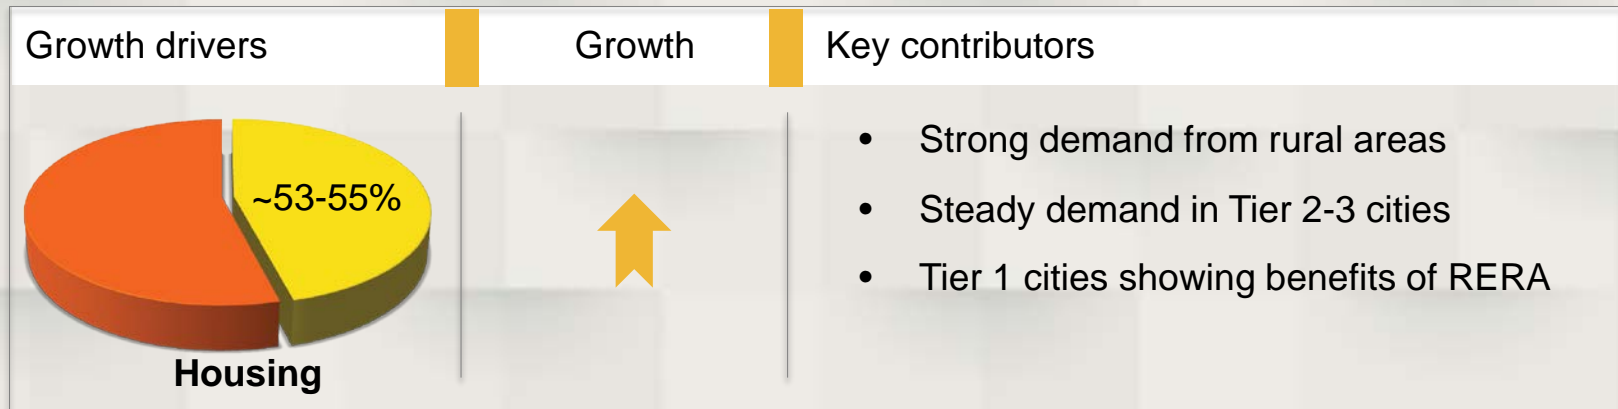 Growth drivers
Growth
Key contributors
~53-55%
Housing
• Strong demand from rural areas
• Steady demand in Tier 2-3 cities
• Tier 1 cities showing benefits of RERA